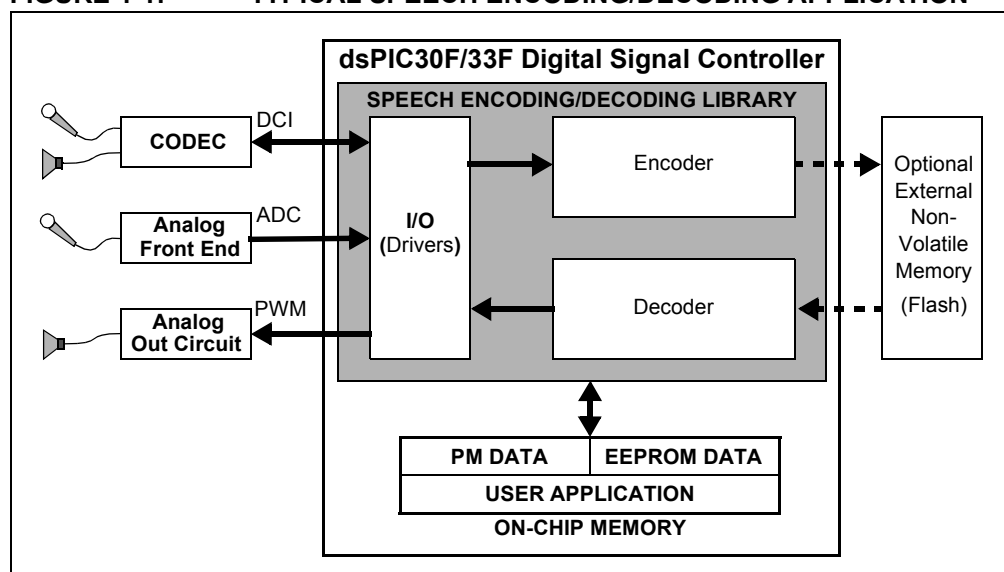 dsPIC30F/33F Digital Signal Controller
SPEECH ENCODING/DECODING LIBRARY
DCI
CODEC
Encoder
Optional
External
Non-
Volatile
Memory
(Flash)
ADC
Analog
Front End
I/O
(Drivers)
Decoder
PWM
Analog
Out Circuit
PM DATA
EEPROM DATA
USER APPLICATION
ON-CHIP MEMORY